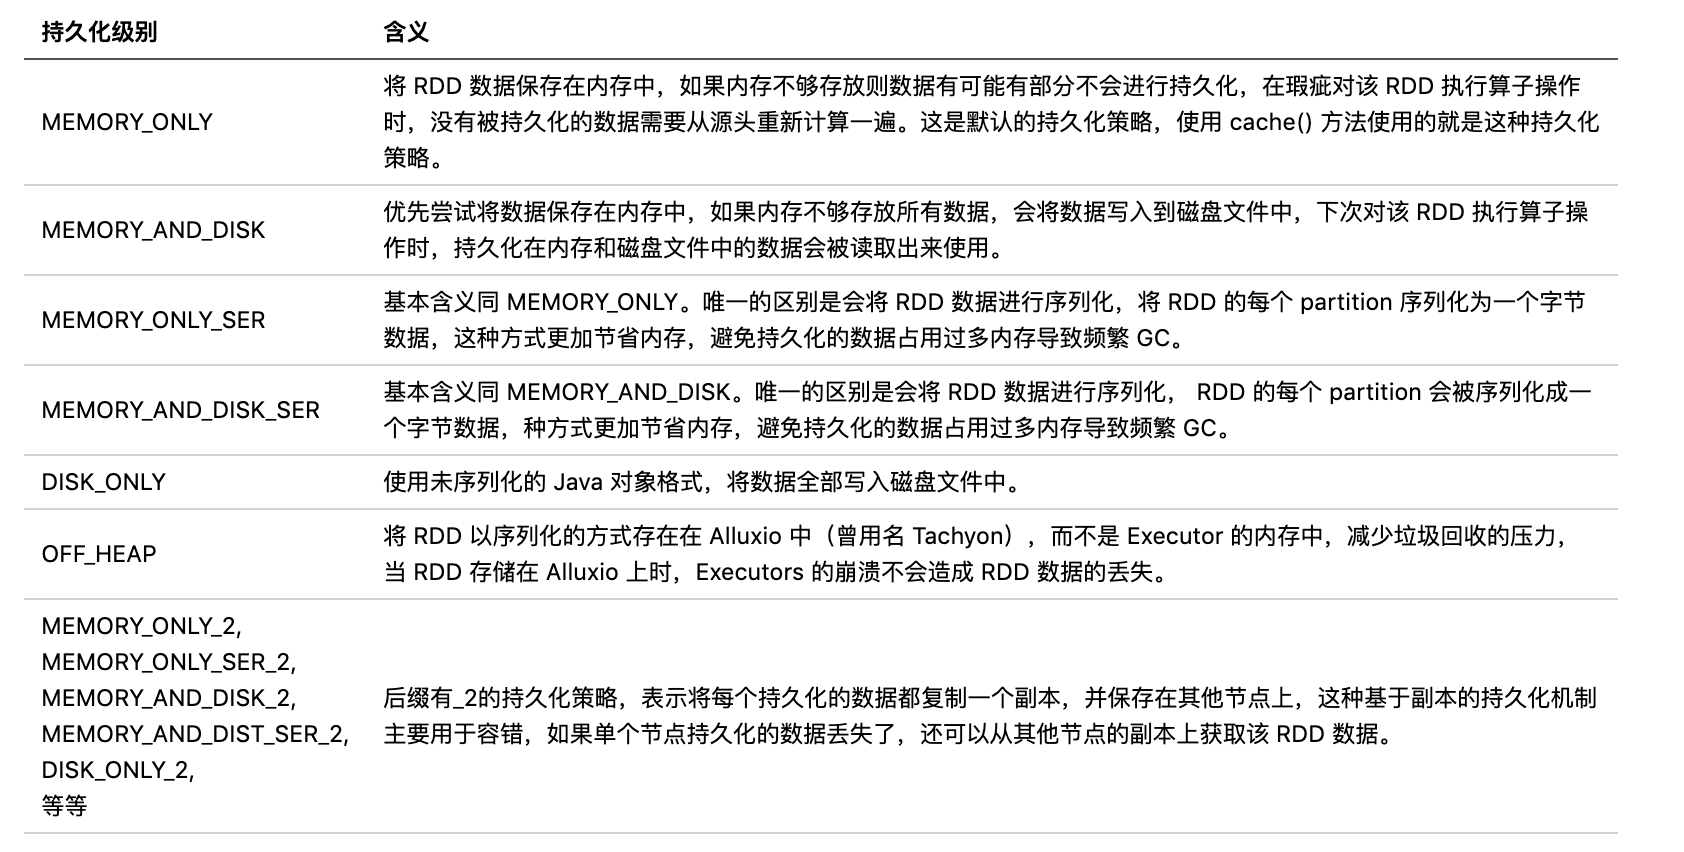 持久化级别 含义
MEMORY_ONLY
将 RDD 数据保存在内存中，如果内存不够存放则数据有可能有部分不会进行持久化，在瑕疵对该 RDD 执行算子操作
时，没有被持久化的数据需要从源头重新计算一遍。这是默认的持久化策略，使用 cache() 方法使用的就是这种持久化
策略。
MEMORY_AND_DISK
优先尝试将数据保存在内存中，如果内存不够存放所有数据，会将数据写入到磁盘文件中，下次对该 RDD 执行算子操
作时，持久化在内存和磁盘文件中的数据会被读取出来使用。
MEMORY_ONLY_SER
基本含义同 MEMORY_ONLY。唯一的区别是会将 RDD 数据进行序列化，将 RDD 的每个 partition 序列化为一个字节
数据，这种方式更加节省内存，避免持久化的数据占用过多内存导致频繁 GC。
MEMORY_AND_DISK_SER
基本含义同 MEMORY_AND_DISK。唯一的区别是会将 RDD 数据进行序列化， RDD 的每个 partition 会被序列化成一
个字节数据，种方式更加节省内存，避免持久化的数据占用过多内存导致频繁 GC。
DISK_ONLY
使用未序列化的 Java 对象格式，将数据全部写入磁盘文件中。
OFF_HEAP
将 RDD 以序列化的方式存在在 Alluxio 中（曾用名 Tachyon），而不是 Executor 的内存中，减少垃圾回收的压力，
当 RDD 存储在 Alluxio 上时，Executors 的崩溃不会造成 RDD 数据的丢失。
MEMORY_ONLY_2,
MEMORY_ONLY_SER_2,
MEMORY_AND_DISK_2,
MEMORY_AND_DIST_SER_2,
DISK_ONLY_2,
等等
后缀有_2的持久化策略，表示将每个持久化的数据都复制一个副本，并保存在其他节点上，这种基于副本的持久化机制
主要用于容错，如果单个节点持久化的数据丢失了，还可以从其他节点的副本上获取该 RDD 数据。